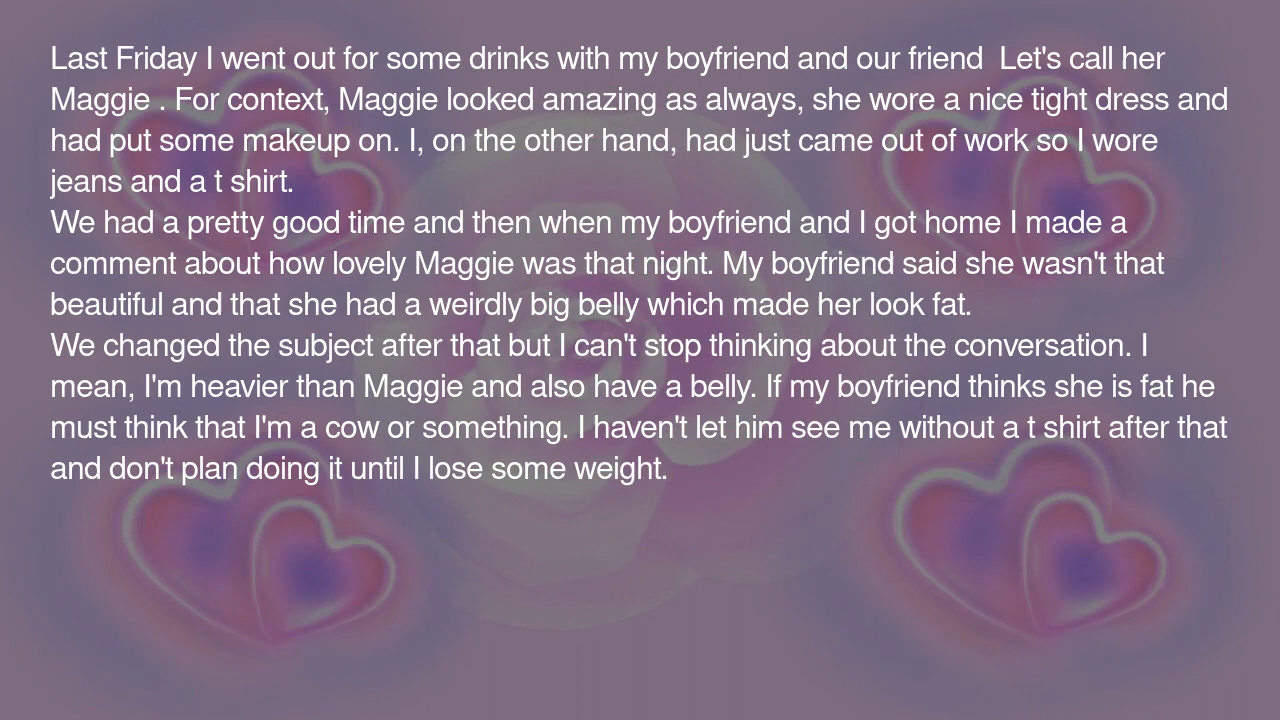 Last Friday I went out for some drinks with my boyfriend and our friend  Let's call her
Maggie . For context, Maggie looked amazing as always, she wore a nice tight dress and
had put some makeup on. I, on the other hand, had just came out of work so I wore
jeans and a t shirt.
We had a pretty good time and then when my boyfriend and I got home I made a
comment about how lovely Maggie was that night. My boyfriend said she wasn't that
beautiful and that she had a weirdly big belly which made her look fat.
We changed the subject after that but I can't stop thinking about the conversation. I
mean, I'm heavier than Maggie and also have a belly. If my boyfriend thinks she is fat he
must think that I'm a cow or something. I haven't let him see me without a t shirt after that
and don't plan doing it until I lose some weight.